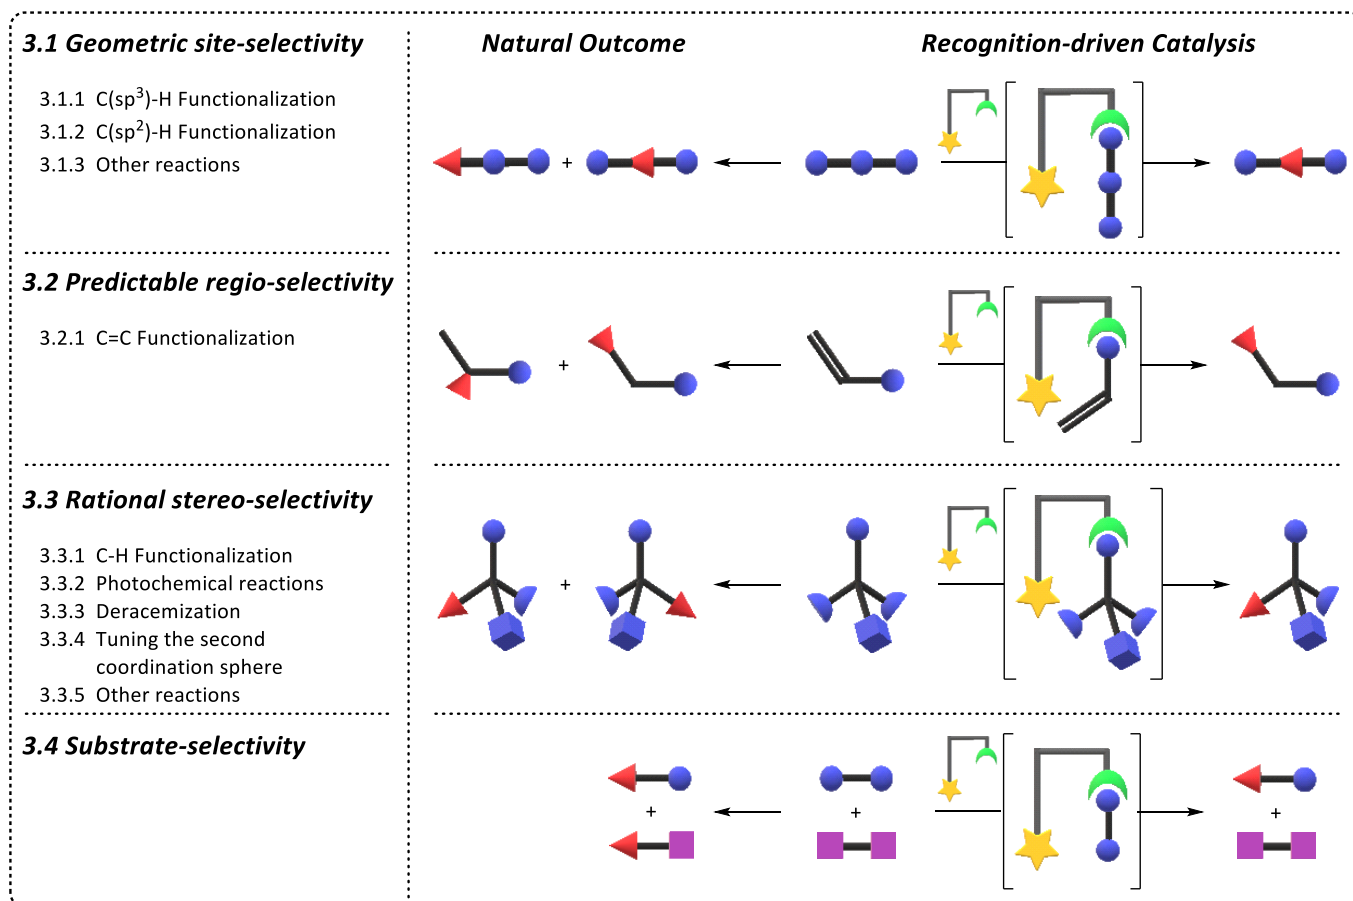 3.1 Geometric site-selectivity
Natural Outcome
Recognition-driven Catalysis
3.1.1 C(sp³)-H Functionalization
3.1.2 C(sp²)-H Functionalization
3.1.3 Other reactions
+
3.2 Predictable regio-selectivity
3.2.1 C=C Functionalization
+
3.3 Rational stereo-selectivity
3.3.1 C-H Functionalization
3.3.2 Photochemical reactions
3.3.3 Deracemization
3.3.4 Tuning the second
coordination sphere
3.3.5 Other reactions
+
3.4 Substrate-selectivity
+ + +